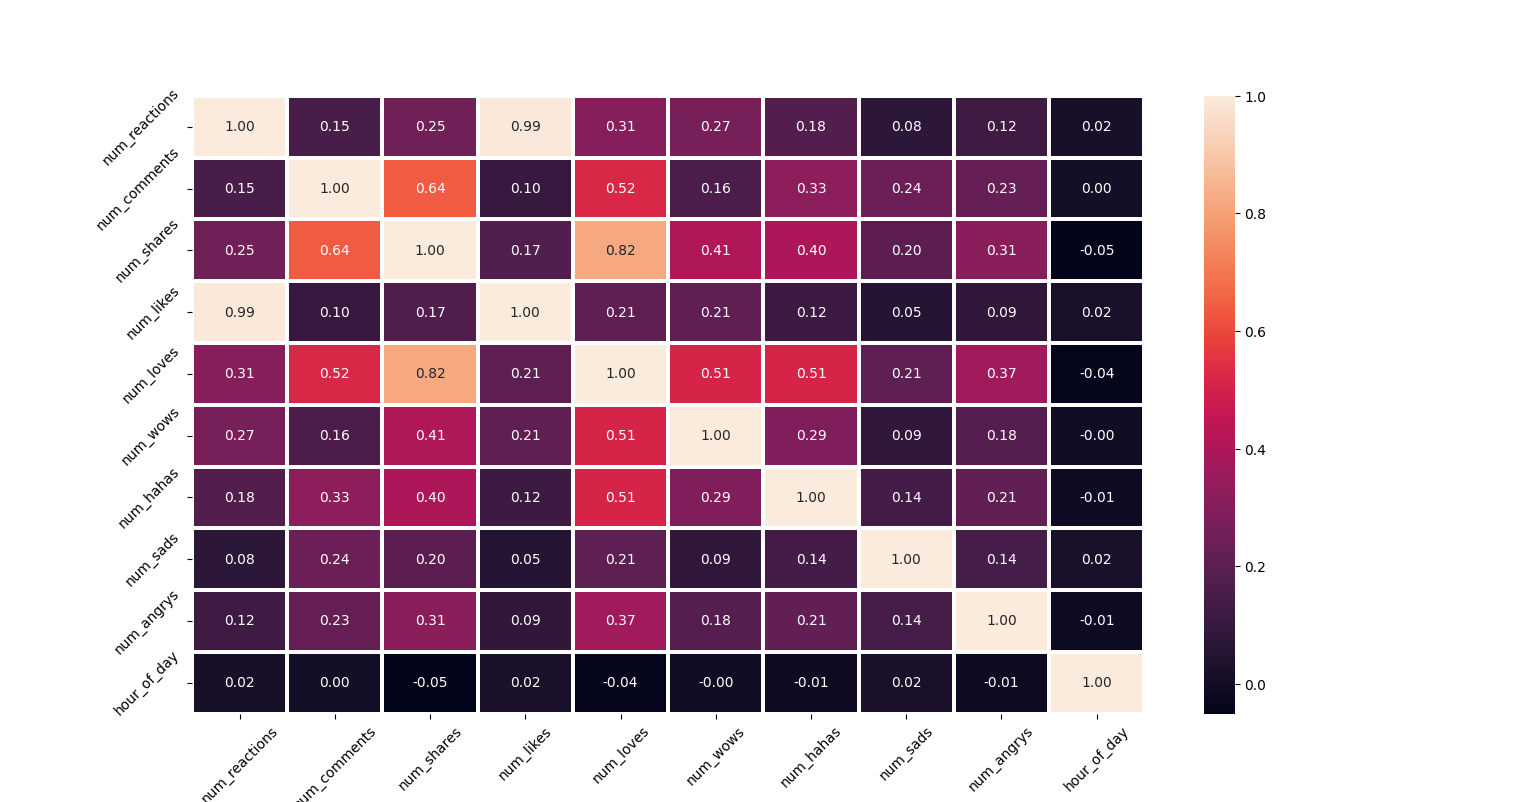 num_reactions 1.00 0.15 0.25 0.99 0.31 0.27 0.18 0.08 0.12 0.02
num_comments 0.15 1.00 0.64 0.10 0.52 0.16 0.33 0.24 0.23 0.00
num_shares 0.25 0.64 1.00 0.17 0.82 0.41 0.40 0.20 0.31 -0.05
num_likes 0.99 0.10 0.17 1.00 0.21 0.21 0.12 0.05 0.09 0.02
num_loves 0.31 0.52 0.82 0.21 1.00 0.51 0.51 0.21 0.37 -0.04
num_wows 0.27 0.16 0.41 0.21 0.51 1.00 0.29 0.09 0.18 -0.00
num_hahas 0.18 0.33 0.40 0.12 0.51 0.29 1.00 0.14 0.21 -0.01
num_sads 0.08 0.24 0.20 0.05 0.21 0.09 0.14 1.00 0.14 0.02
num_angrys 0.12 0.23 0.31 0.09 0.37 0.18 0.21 0.14 1.00 -0.01
hour_of_day 0.02 0.00 -0.05 0.02 -0.04 -0.00 -0.01 0.02 -0.01 1.00
num_reactions num_comments num_shares num_likes num_loves num_wows num_hahas num_sads num_angrys hour_of_day
1.0
0.8
0.6
0.4
0.2
0.0